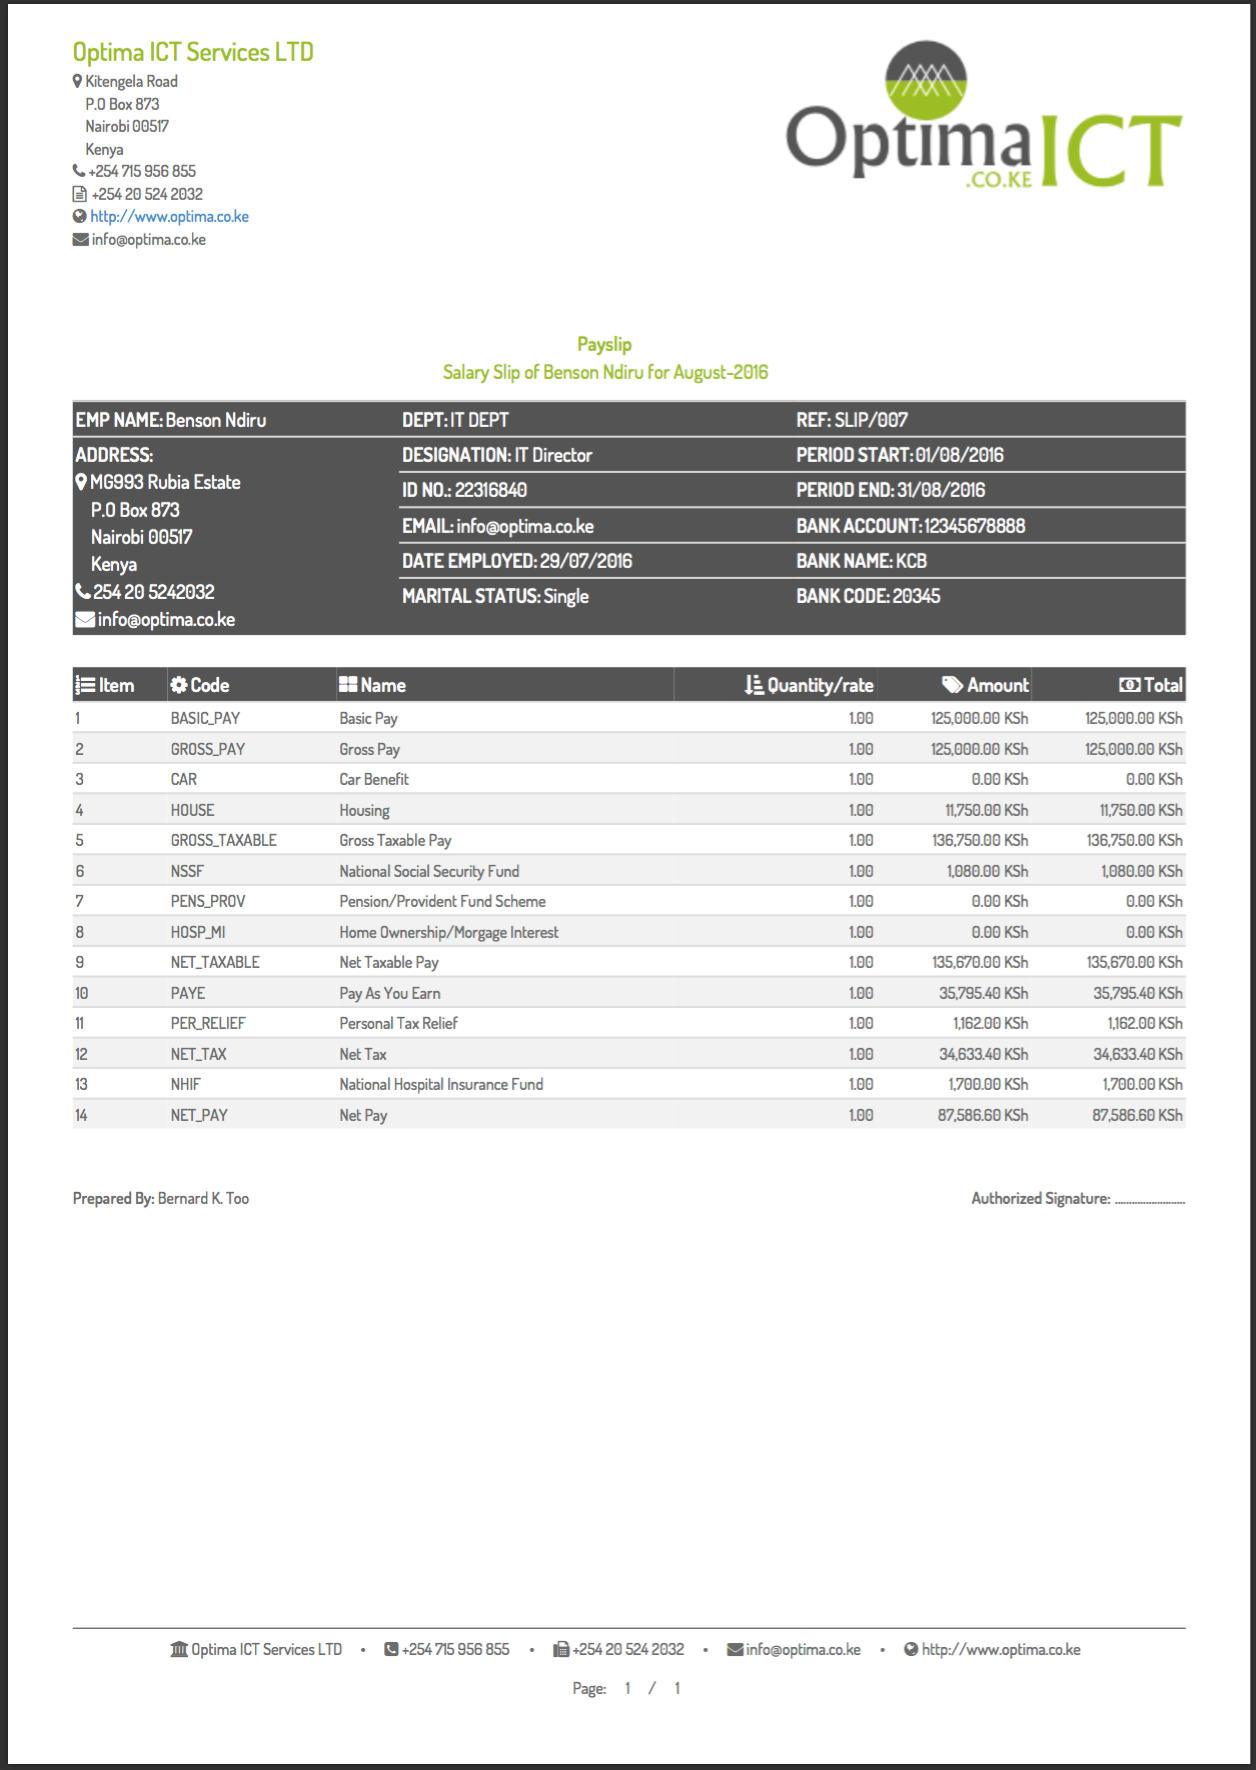 Optima ICT Services LTD
Kitengela Road
P.O Box 873
Nairobi 00517
Kenya
+254 715 956 855
+254 20 524 2032
http://www.optima.co.ke
info@optima.co.ke
Optima ICT
.CO.KE
Payslip
Salary Slip of Benson Ndiru for August-2016
EMP NAME: Benson Ndiru DEPT: IT DEPT REF: SLIP/007
ADDRESS: DESIGNATION: IT Director PERIOD START: 01/08/2016
MG993 Rubia Estate ID NO.: 22316840 PERIOD END: 31/08/2016
P.O Box 873
Nairobi 00517 EMAIL: info@optima.co.ke BANK ACCOUNT: 12345678888
Kenya DATE EMPLOYED: 29/07/2016 BANK NAME: KCB
254 20 5242032 MARITAL STATUS: Single BANK CODE: 20345
info@optima.co.ke
Item Code Name Quantity/rate Amount Total
1 BASIC_PAY Basic Pay 1.00 125,000.00 KSh 125,000.00 KSh
2 GROSS_PAY Gross Pay 1.00 125,000.00 KSh 125,000.00 KSh
3 CAR Car Benefit 1.00 0.00 KSh 0.00 KSh
4 HOUSE Housing 1.00 11,750.00 KSh 11,750.00 KSh
5 GROSS_TAXABLE Gross Taxable Pay 1.00 136,750.00 KSh 136,750.00 KSh
6 NSSF National Social Security Fund 1.00 1,080.00 KSh 1,080.00 KSh
7 PENS_PROV Pension/Provident Fund Scheme 1.00 0.00 KSh 0.00 KSh
8 HOSP_MI Home Ownership/Morgage Interest 1.00 0.00 KSh 0.00 KSh
9 NET_TAXABLE Net Taxable Pay 1.00 135,670.00 KSh 135,670.00 KSh
10 PAYE Pay As You Earn 1.00 35,795.40 KSh 35,795.40 KSh
11 PER_RELIEF Personal Tax Relief 1.00 1,162.00 KSh 1,162.00 KSh
12 NET_TAX Net Tax 1.00 34,633.40 KSh 34,633.40 KSh
13 NHIF National Hospital Insurance Fund 1.00 1,700.00 KSh 1,700.00 KSh
14 NET_PAY Net Pay 1.00 87,586.60 KSh 87,586.60 KSh
Prepared By: Bernard K. Too Authorized Signature: ..........................
Optima ICT Services LTD • +254 715 956 855 • +254 20 524 2032 • info@optima.co.ke • http://www.optima.co.ke
Page: 1 / 1